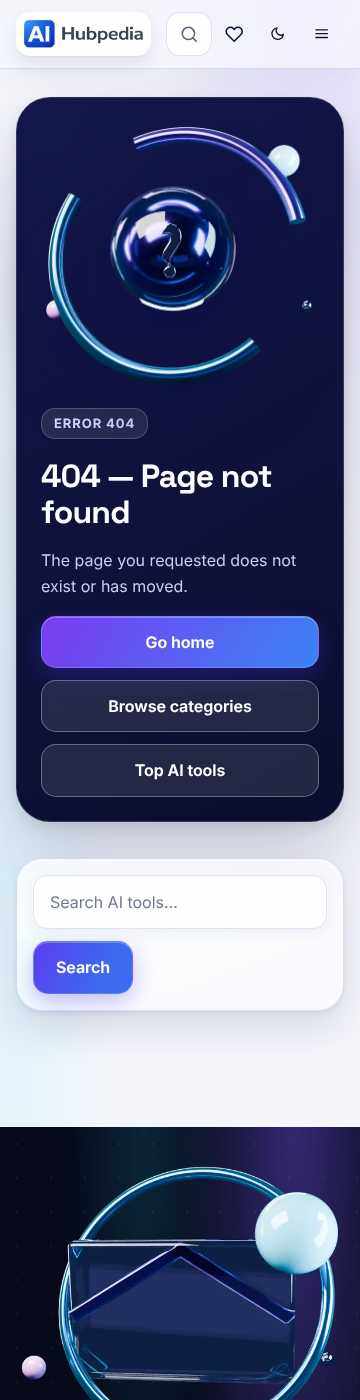 AI Hubpedia
?
ERROR 404
404 — Page not
found
The page you requested does not
exist or has moved.
Go home
Browse categories
Top AI tools
Search AI tools...
Search